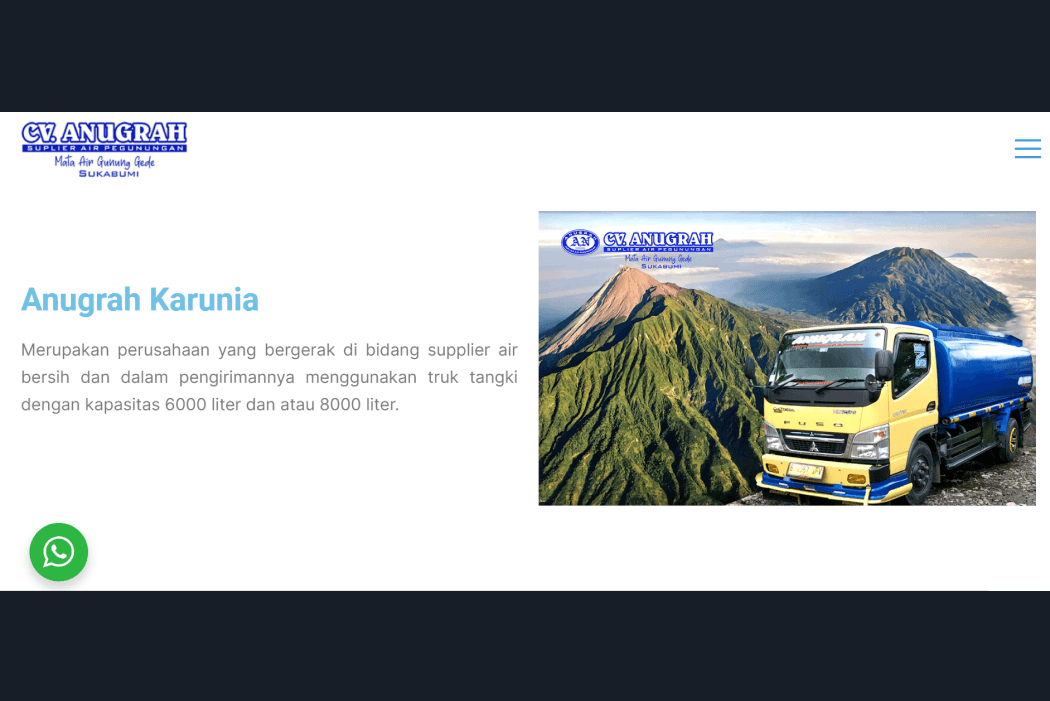 CV. ANUGRAH
SUPLIER AIR PEGUNUNGAN
Mata Air Gunung Gede
SUKABUMI
Anugrah Karunia
Merupakan perusahaan yang bergerak di bidang supplier air
bersih dan dalam pengirimannya menggunakan truk tangki
dengan kapasitas 6000 liter dan atau 8000 liter.
AN
CV. ANUGRAH
SUPLIER AIR PEGUNUNGAN
Mata Air Gunung Gede
SUKABUMI
ANUGRAH
FUSO